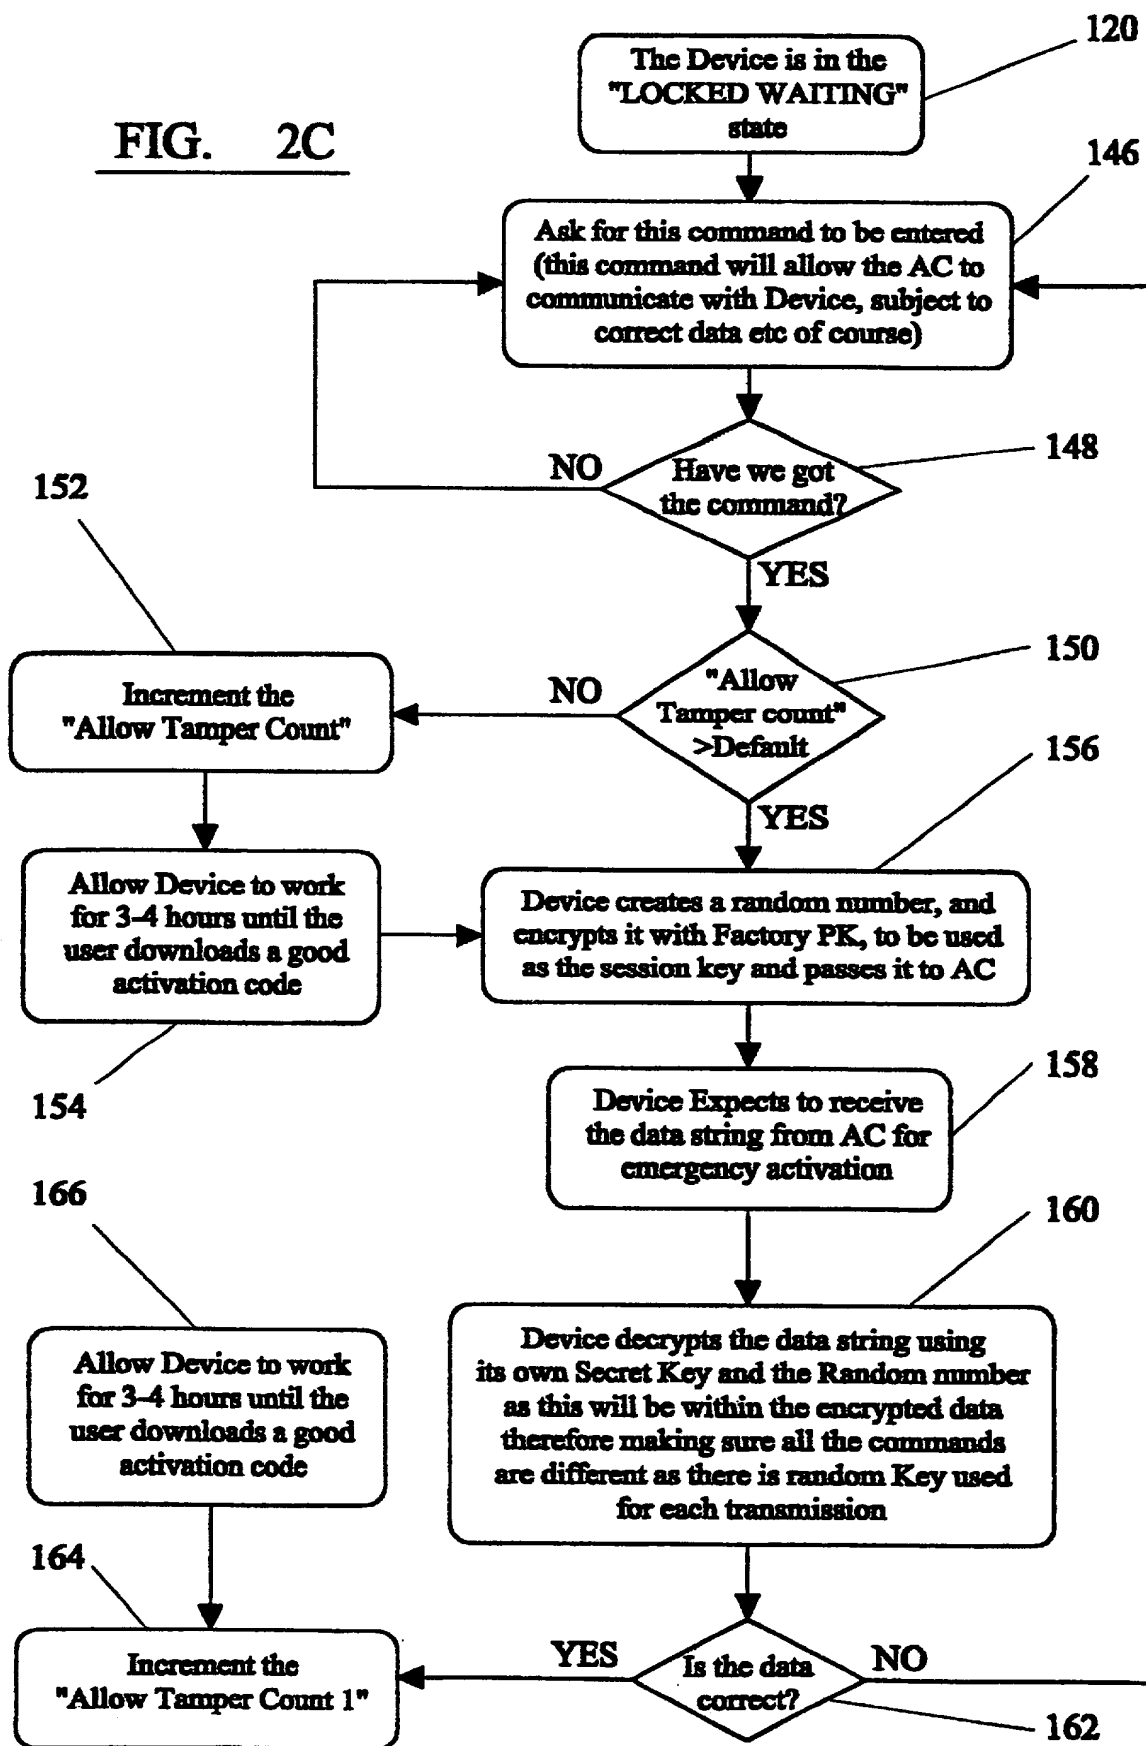 FIG. 2C
120
The Device is in the
"LOCKED WAITING"
state
146
Ask for this command to be entered
(this command will allow the AC to
communicate with Device, subject to
correct data etc of course)
148
NO
Have we got
the command?
YES
152
150
Increment the
"Allow Tamper Count"
NO
"Allow
Tamper count"
>Default
YES
156
Allow Device to work
for 3-4 hours until the
user downloads a good
activation code
154
Device creates a random number, and
encrypts it with Factory PK, to be used
as the session key and passes it to AC
158
Device Expects to receive
the data string from AC for
emergency activation
166
160
Allow Device to work
for 3-4 hours until the
user downloads a good
activation code
Device decrypts the data string using
its own Secret Key and the Random number
as this will be within the encrypted data
therefore making sure all the commands
are different as there is random Key used
for each transmission
164
Increment the
"Allow Tamper Count 1"
YES
Is the data
correct?
NO
162